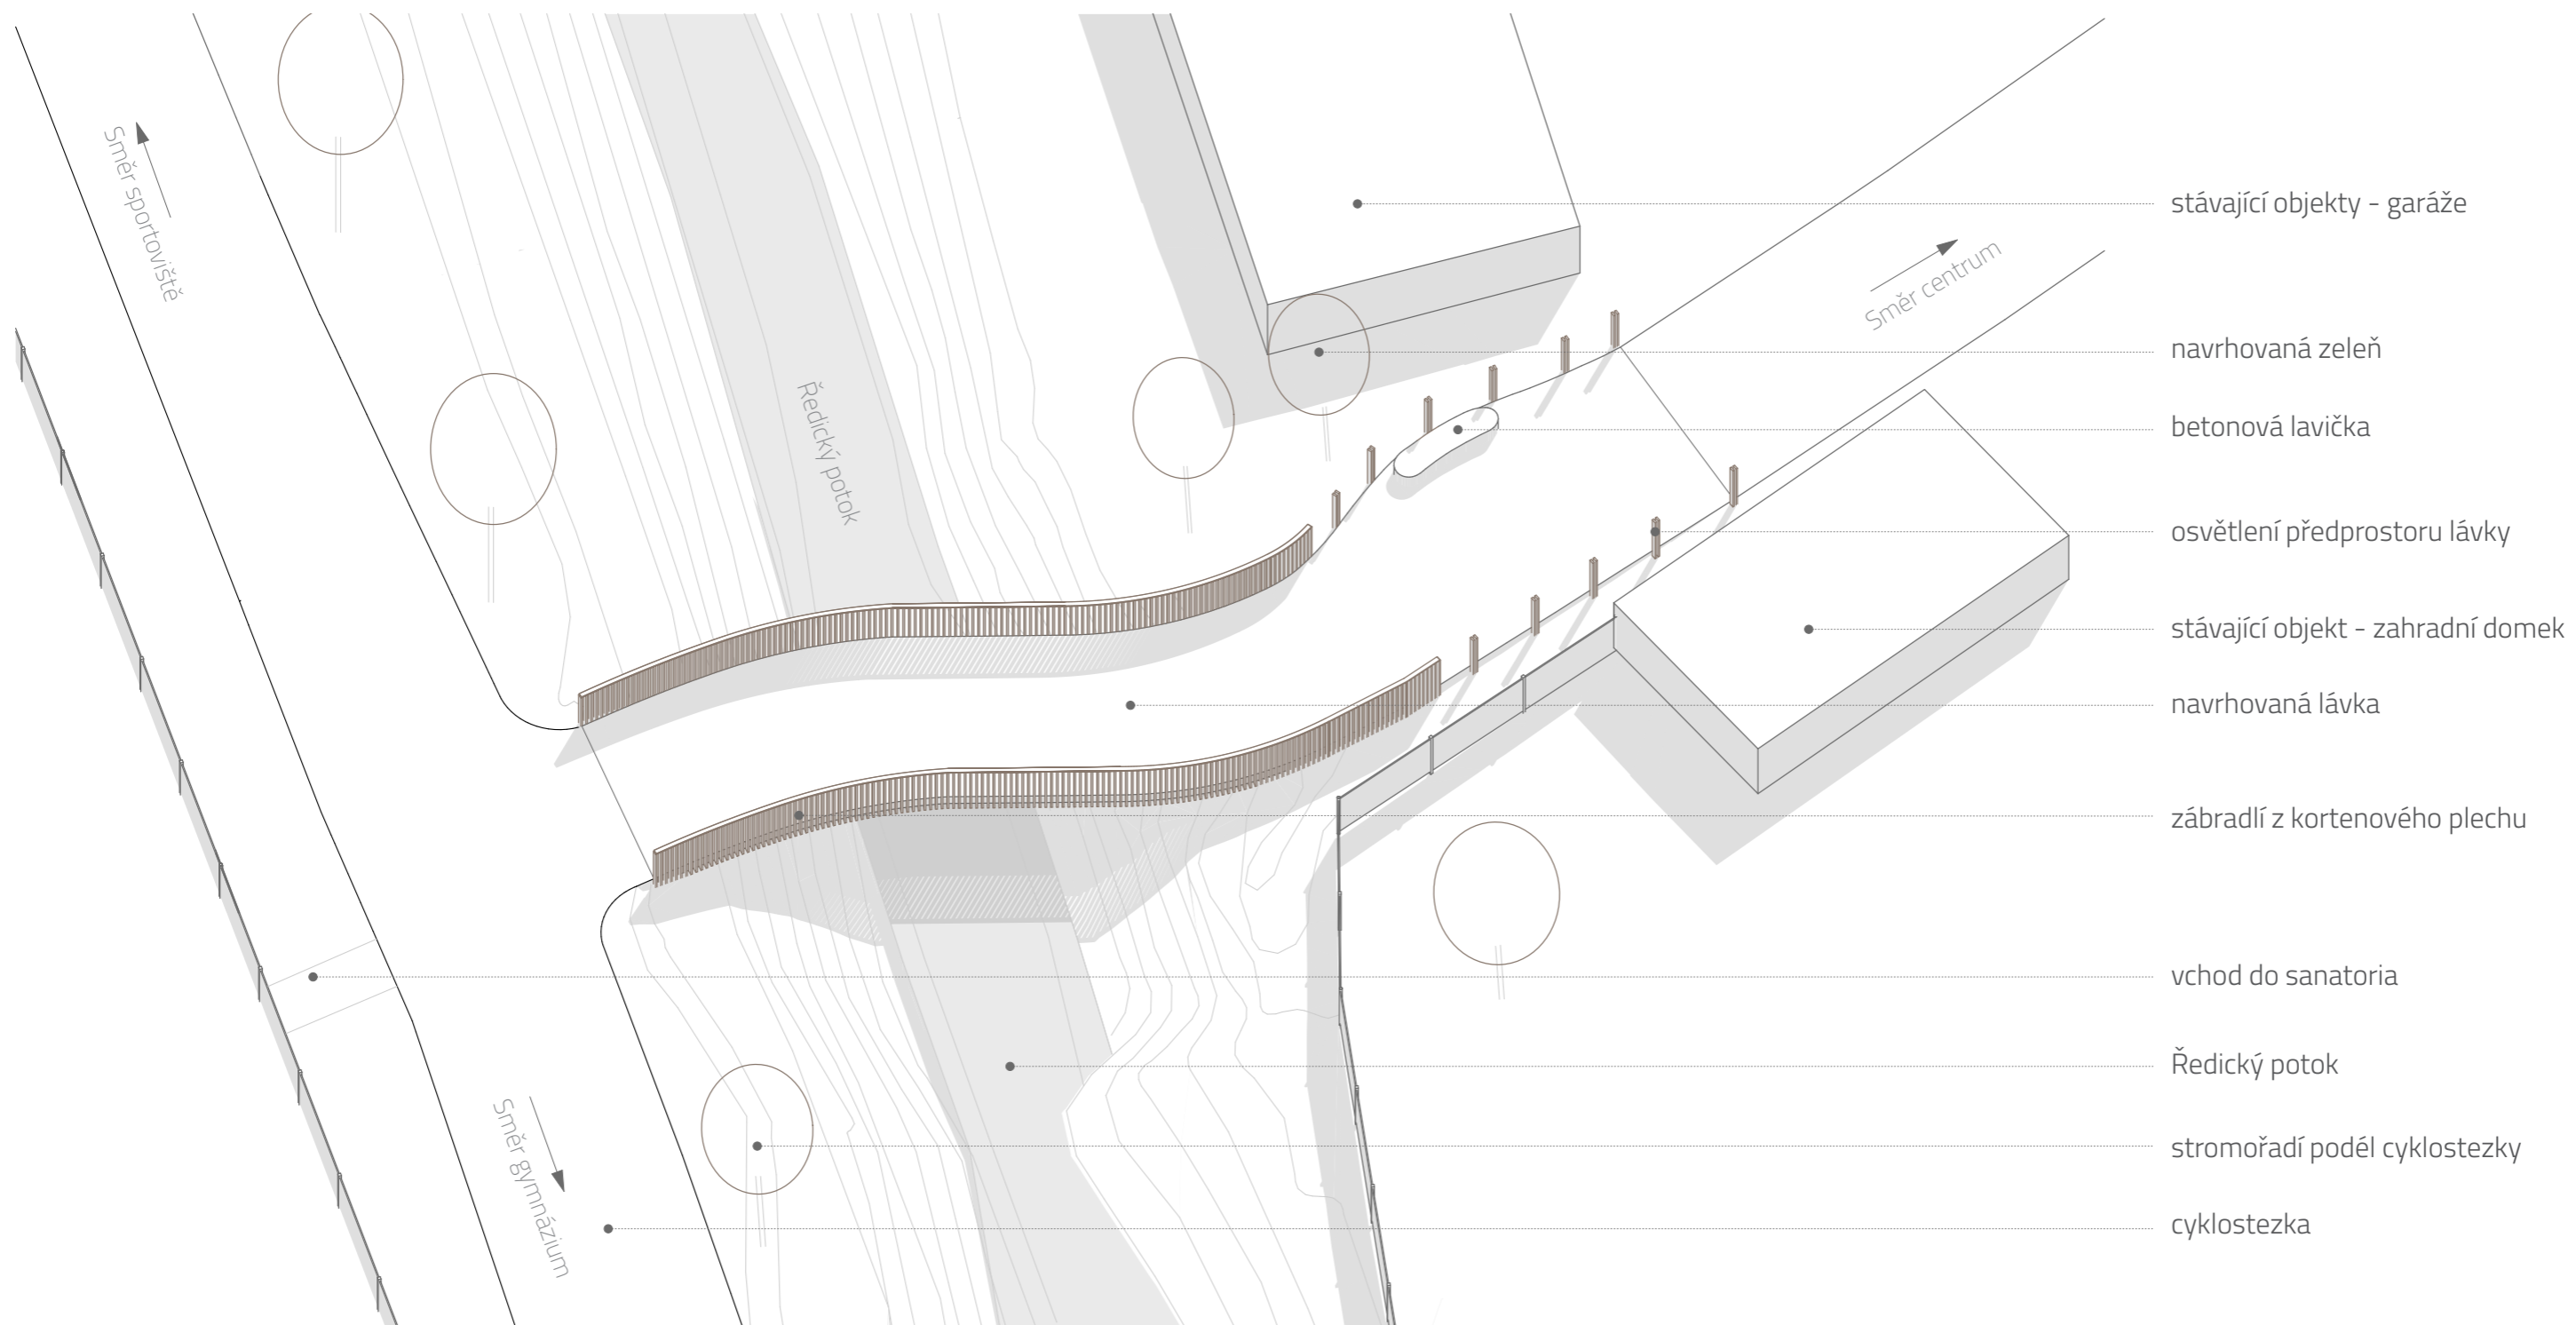 Směr sportoviště
Ředický potok
Směr centrum
Směr gymnázium
stávající objekty - garáže
navrhovaná zeleň
betonová lavička
osvětlení předprostoru lávky
stávající objekt - zahradní domek
navrhovaná lávka
zábradlí z kortenového plechu
vchod do sanatoria
Ředický potok
stromořadí podél cyklostezky
cyklostezka